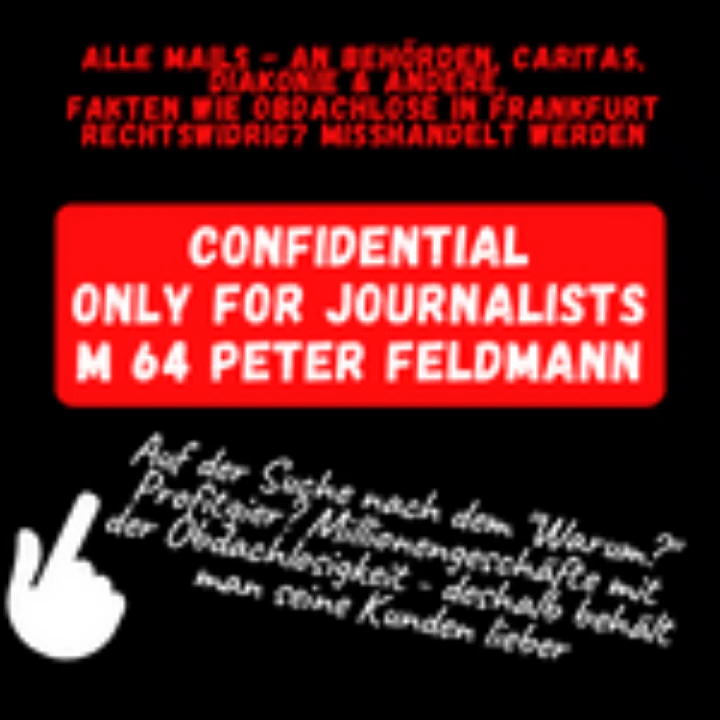 ALLE MAILS - AN BEHÖRDEN, CARITAS,
DIAKONIE & ANDERE,
FAKTEN WIE OBDACHLOSE IN FRANKFURT
RECHTSWIDRIG? MISSHANDELT WERDEN
CONFIDENTIAL
ONLY FOR JOURNALISTS
M 64 PETER FELDMANN
Auf der Suche nach dem "Warum?"
Profitgier? Millionengeschäfte mit
der Obdachlosigkeit - deshalb behält
man seine Kunden lieber